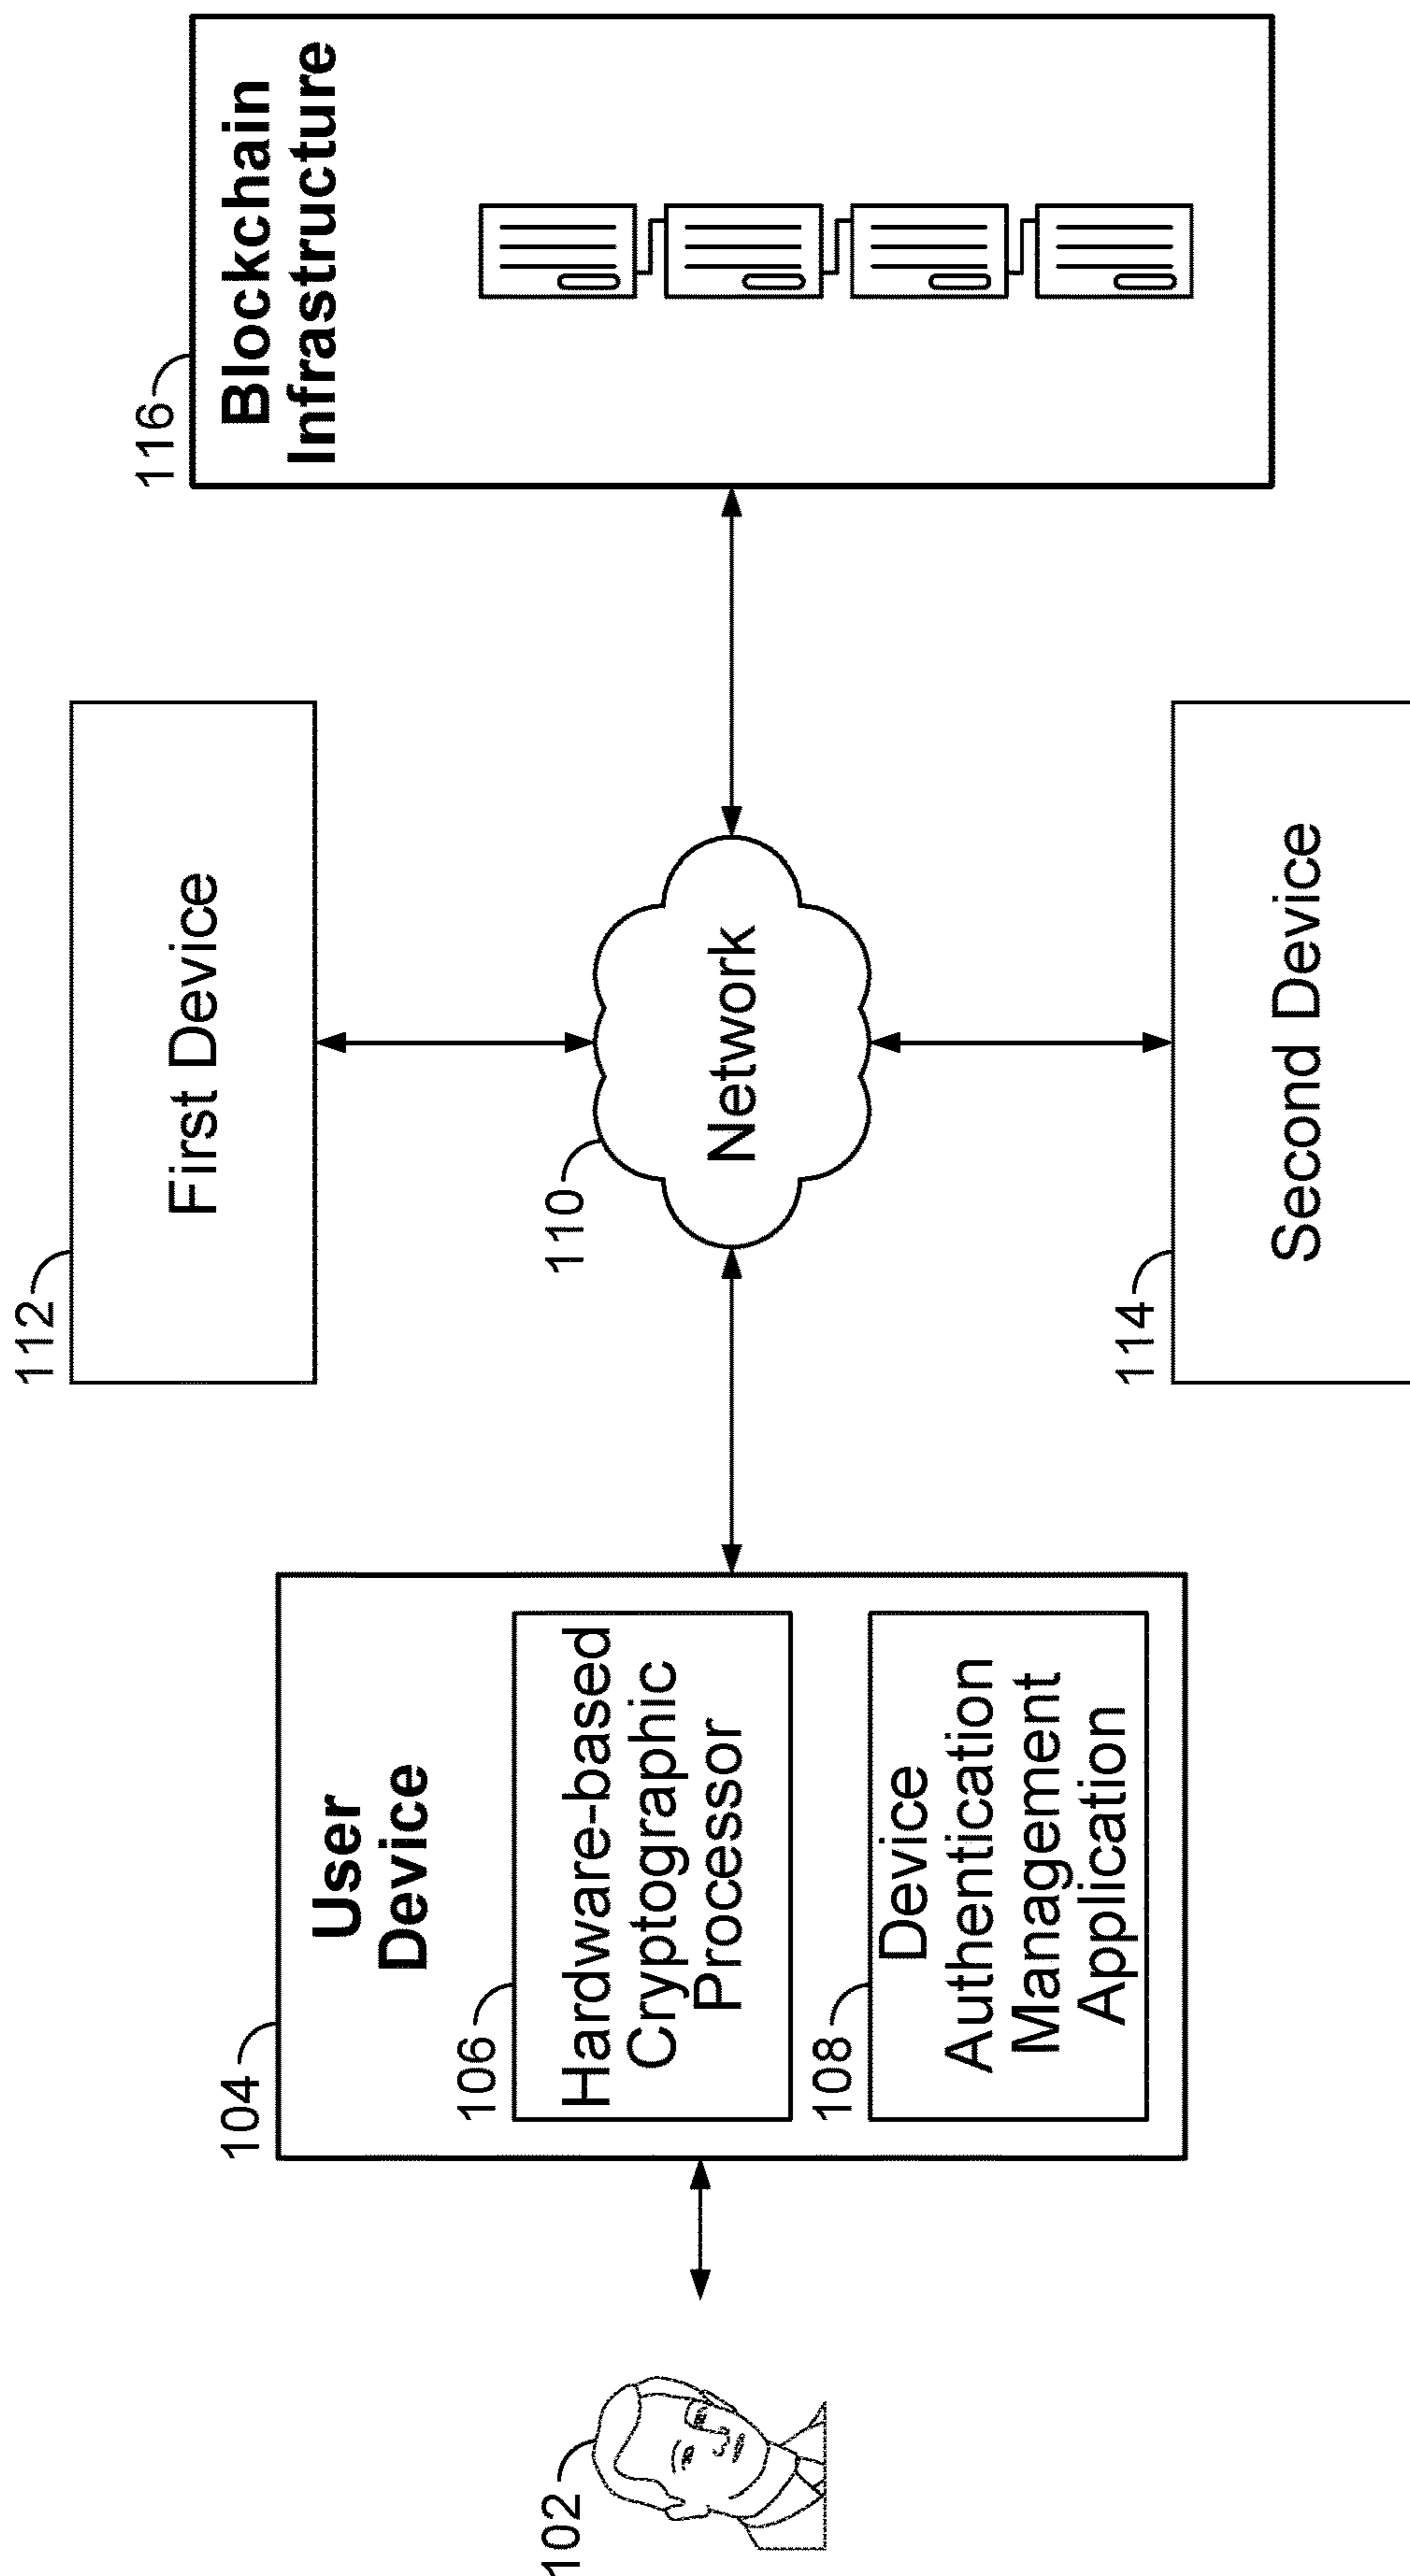 102
104
User
Device
106
Hardware-based
Cryptographic
Processor
108
Device
Authentication
Management
Application
112
First Device
110
Network
114
Second Device
116
Blockchain
Infrastructure